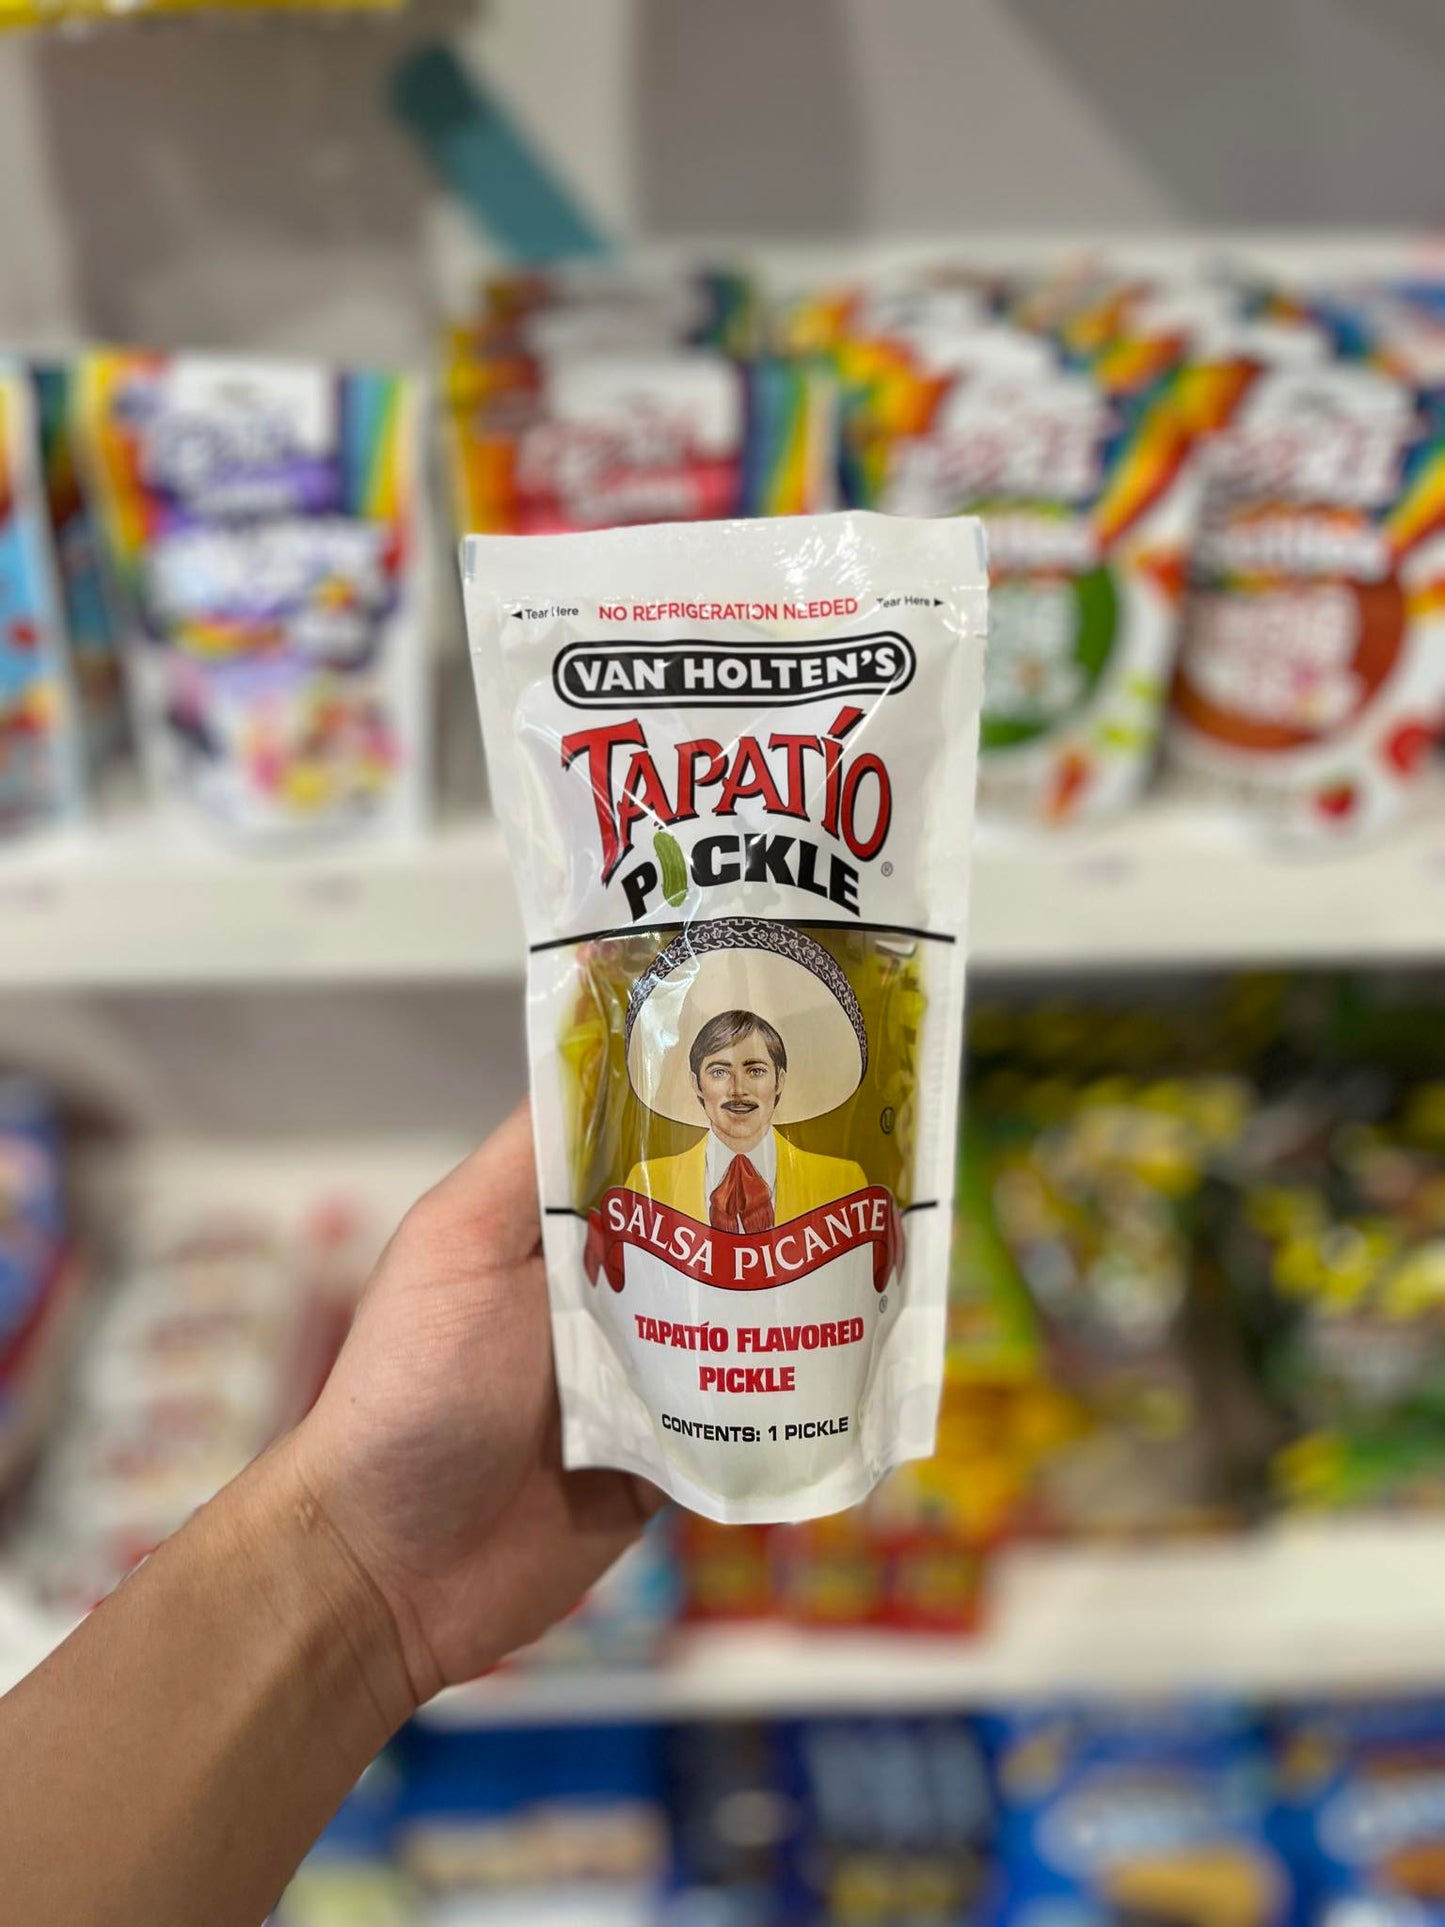 ◄ Tear Here NO REFRIGERATION NEEDED Tear Here ►
VAN HOLTEN'S
TAPATÍO
PICKLE ®
U
SALSA PICANTE
®
TAPATÍO FLAVORED
PICKLE
CONTENTS: 1 PICKLE